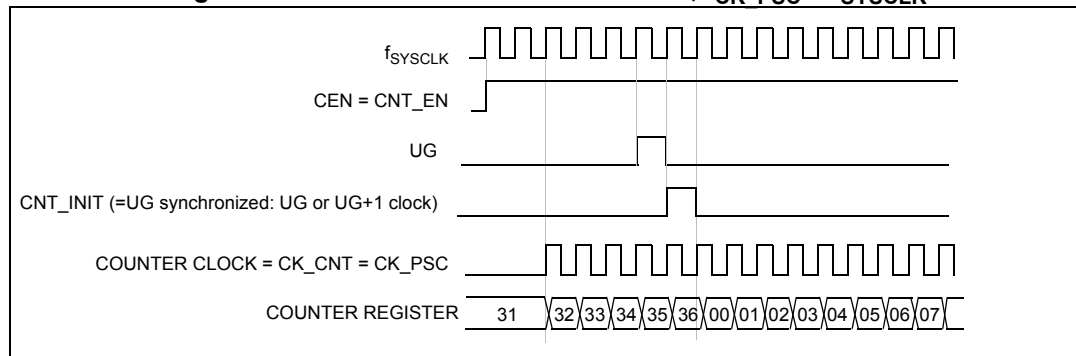 fSYSCLK
CEN = CNT_EN
UG
CNT_INIT (=UG synchronized: UG or UG+1 clock)
COUNTER CLOCK = CK_CNT = CK_PSC
COUNTER REGISTER 31 32 33 34 35 36 00 01 02 03 04 05 06 07